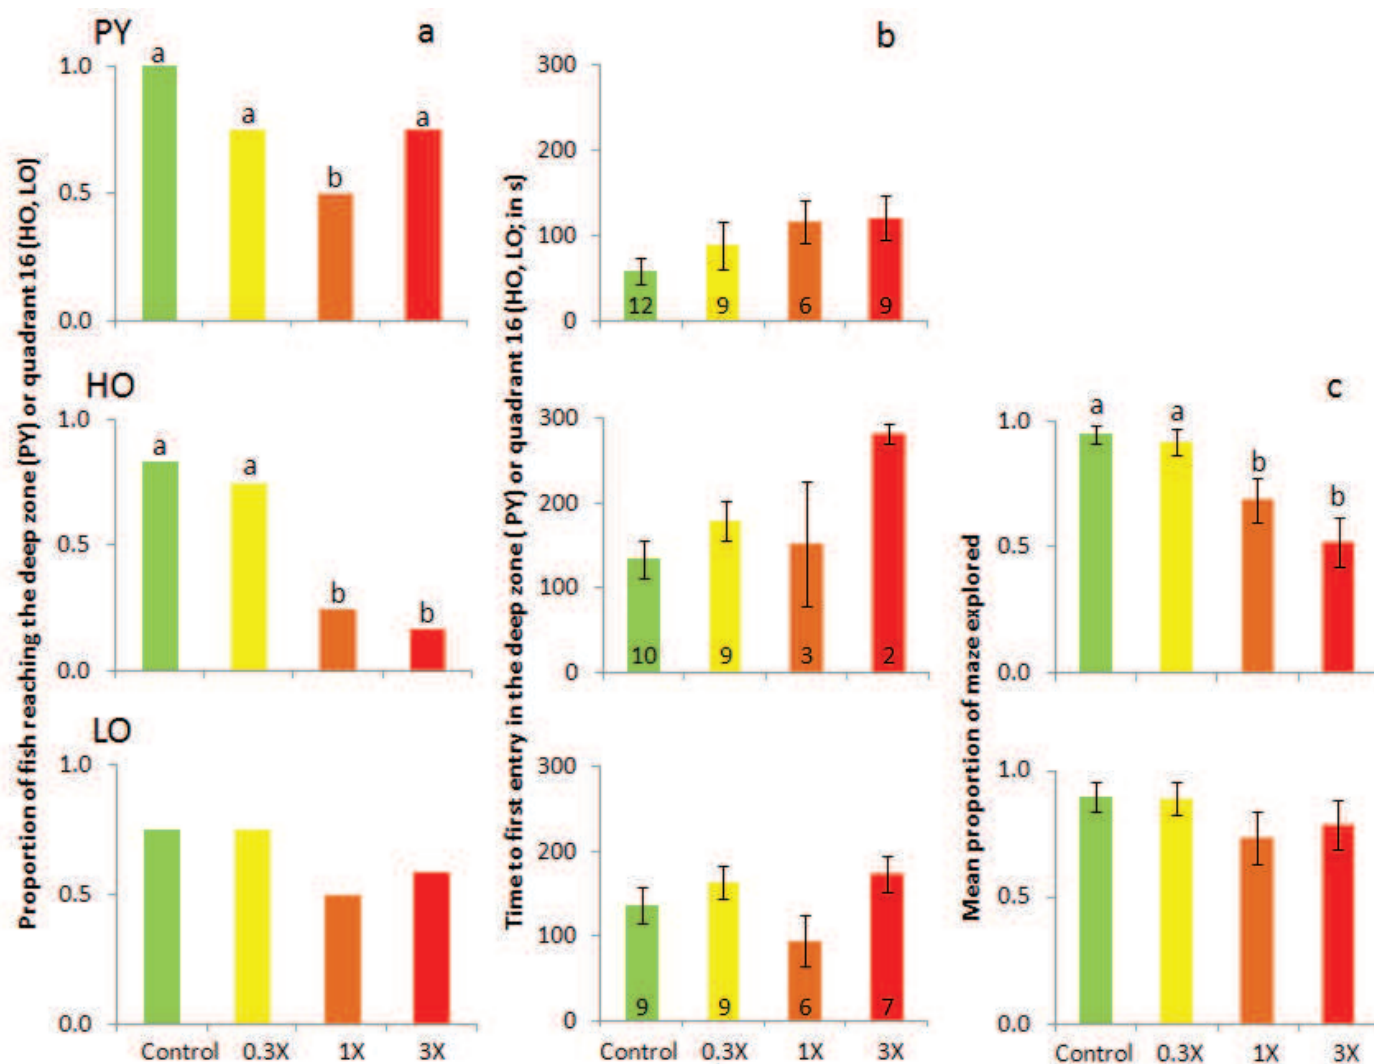 PY
a
b
1.0
a
a
b
a
0.5
0.0
300
200
100
0
12
9
6
9
HO
c
1.0
a
a
b
b
0.5
0.0
300
200
100
0
10
9
3
2
1.0
a
a
b
b
0.5
0.0
LO
1.0
0.5
0.0
300
200
100
0
9
9
6
7
1.0
0.5
0.0
Control 0.3X 1X 3X
Control 0.3X 1X 3X
Control 0.3X 1X 3X
Proportion of fish reaching the deep zone (PY) or quadrant 16 (HO, LO)
Time to first entry in the deep zone ( PY) or quadrant 16 (HO, LO; in s)
Mean proportion of maze explored